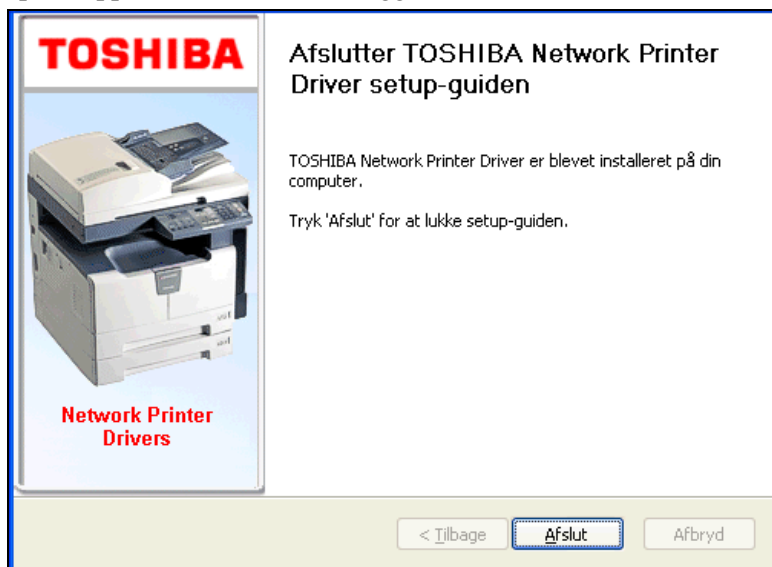 TOSHIBA
Network Printer
Drivers
Afslutter TOSHIBA Network Printer
Driver setup-guiden
TOSHIBA Network Printer Driver er blevet installeret på din
computer.
Tryk 'Afslut' for at lukke setup-guiden.
< Tilbage
Afslut
Afbryd